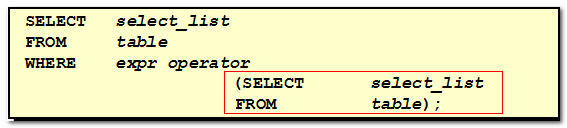 SELECT select_list
FROM table
WHERE expr operator
(SELECT select_list
FROM table);